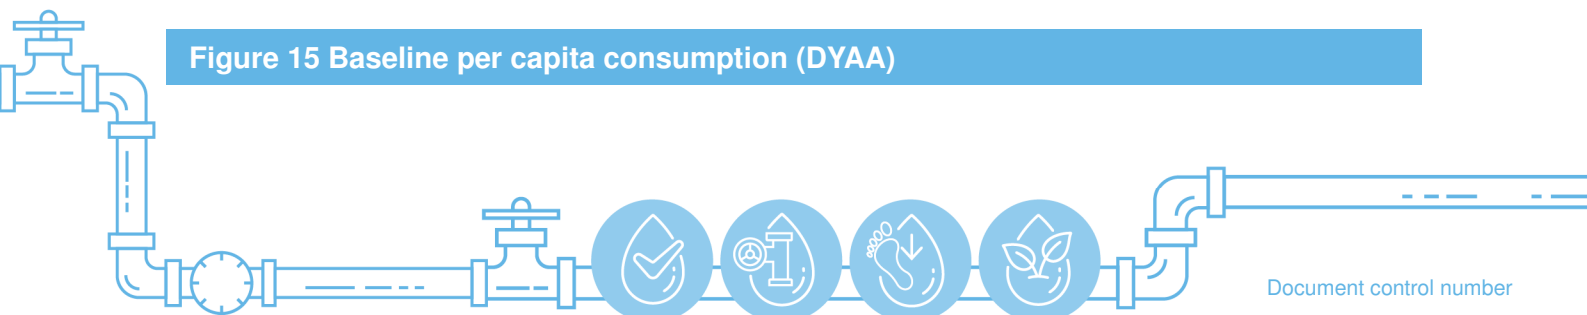 Figure 15 Baseline per capita consumption (DYAA)
Document control number